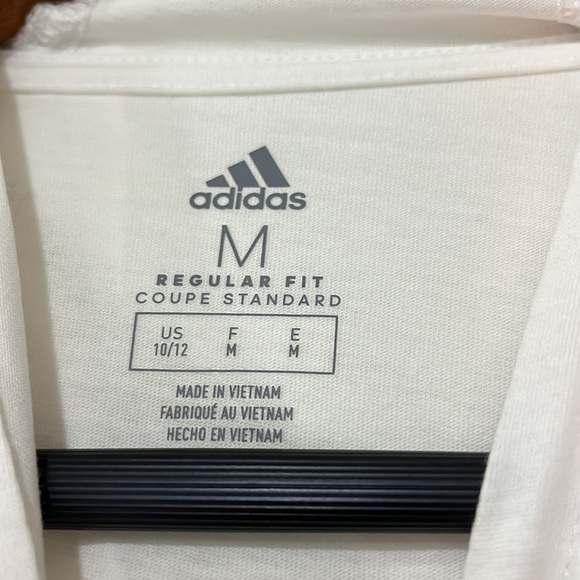 adidas
M
REGULAR FIT
COUPE STANDARD
US F E
10/12 M M
MADE IN VIETNAM
FABRIQUÉ AU VIETNAM
HECHO EN VIETNAM